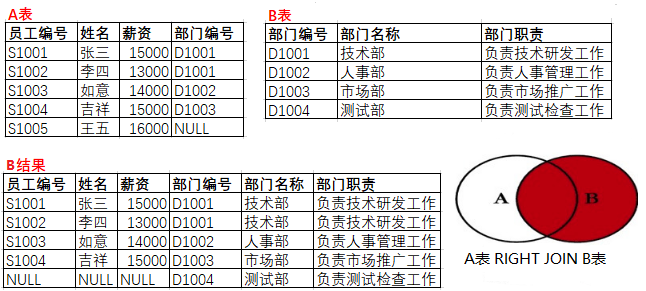 A表
员工编号 姓名 薪资 部门编号
S1001 张三 15000 D1001
S1002 李四 13000 D1001
S1003 如意 14000 D1002
S1004 吉祥 15000 D1003
S1005 王五 16000 NULL
B表
部门编号 部门名称 部门职责
D1001 技术部 负责技术研发工作
D1002 人事部 负责人事管理工作
D1003 市场部 负责市场推广工作
D1004 测试部 负责测试检查工作
B结果
员工编号 姓名 薪资 部门编号 部门名称 部门职责
S1001 张三 15000 D1001 技术部 负责技术研发工作
S1002 李四 13000 D1001 技术部 负责技术研发工作
S1003 如意 14000 D1002 人事部 负责人事管理工作
S1004 吉祥 15000 D1003 市场部 负责市场推广工作
NULL NULL NULL D1004 测试部 负责测试检查工作
A B
A表 RIGHT JOIN B表